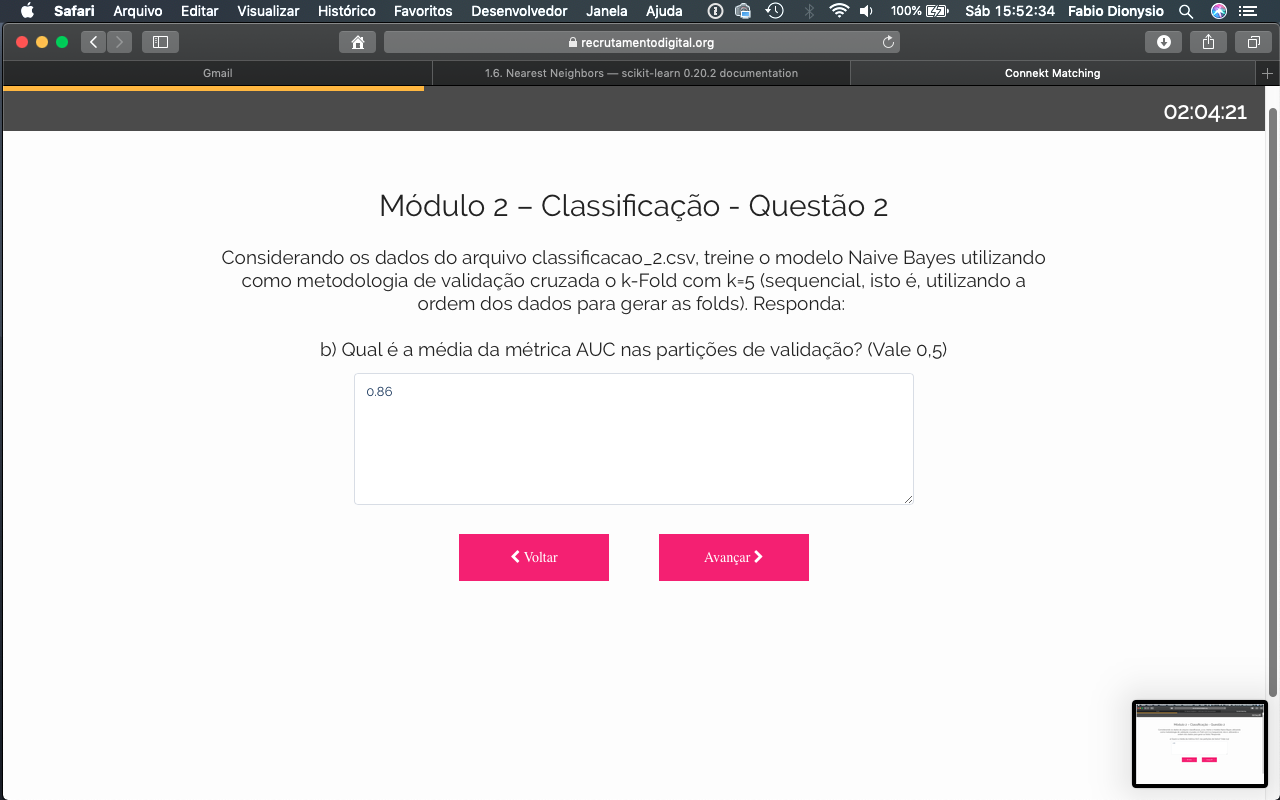 Safari Arquivo Editar Visualizar Histórico Favoritos Desenvolvedor Janela Ajuda 100% Sáb 15:52:34 Fabio Dionysio
recrutamentodigital.org
Gmail 1.6. Nearest Neighbors — scikit-learn 0.20.2 documentation Connekt Matching
02:04:21
Módulo 2 – Classificação - Questão 2
Considerando os dados do arquivo classificacao_2.csv, treine o modelo Naive Bayes utilizando
como metodologia de validação cruzada o k-Fold com k=5 (sequencial, isto é, utilizando a
ordem dos dados para gerar as folds). Responda:
b) Qual é a média da métrica AUC nas partições de validação? (Vale 0,5)
0.86
Voltar Avançar